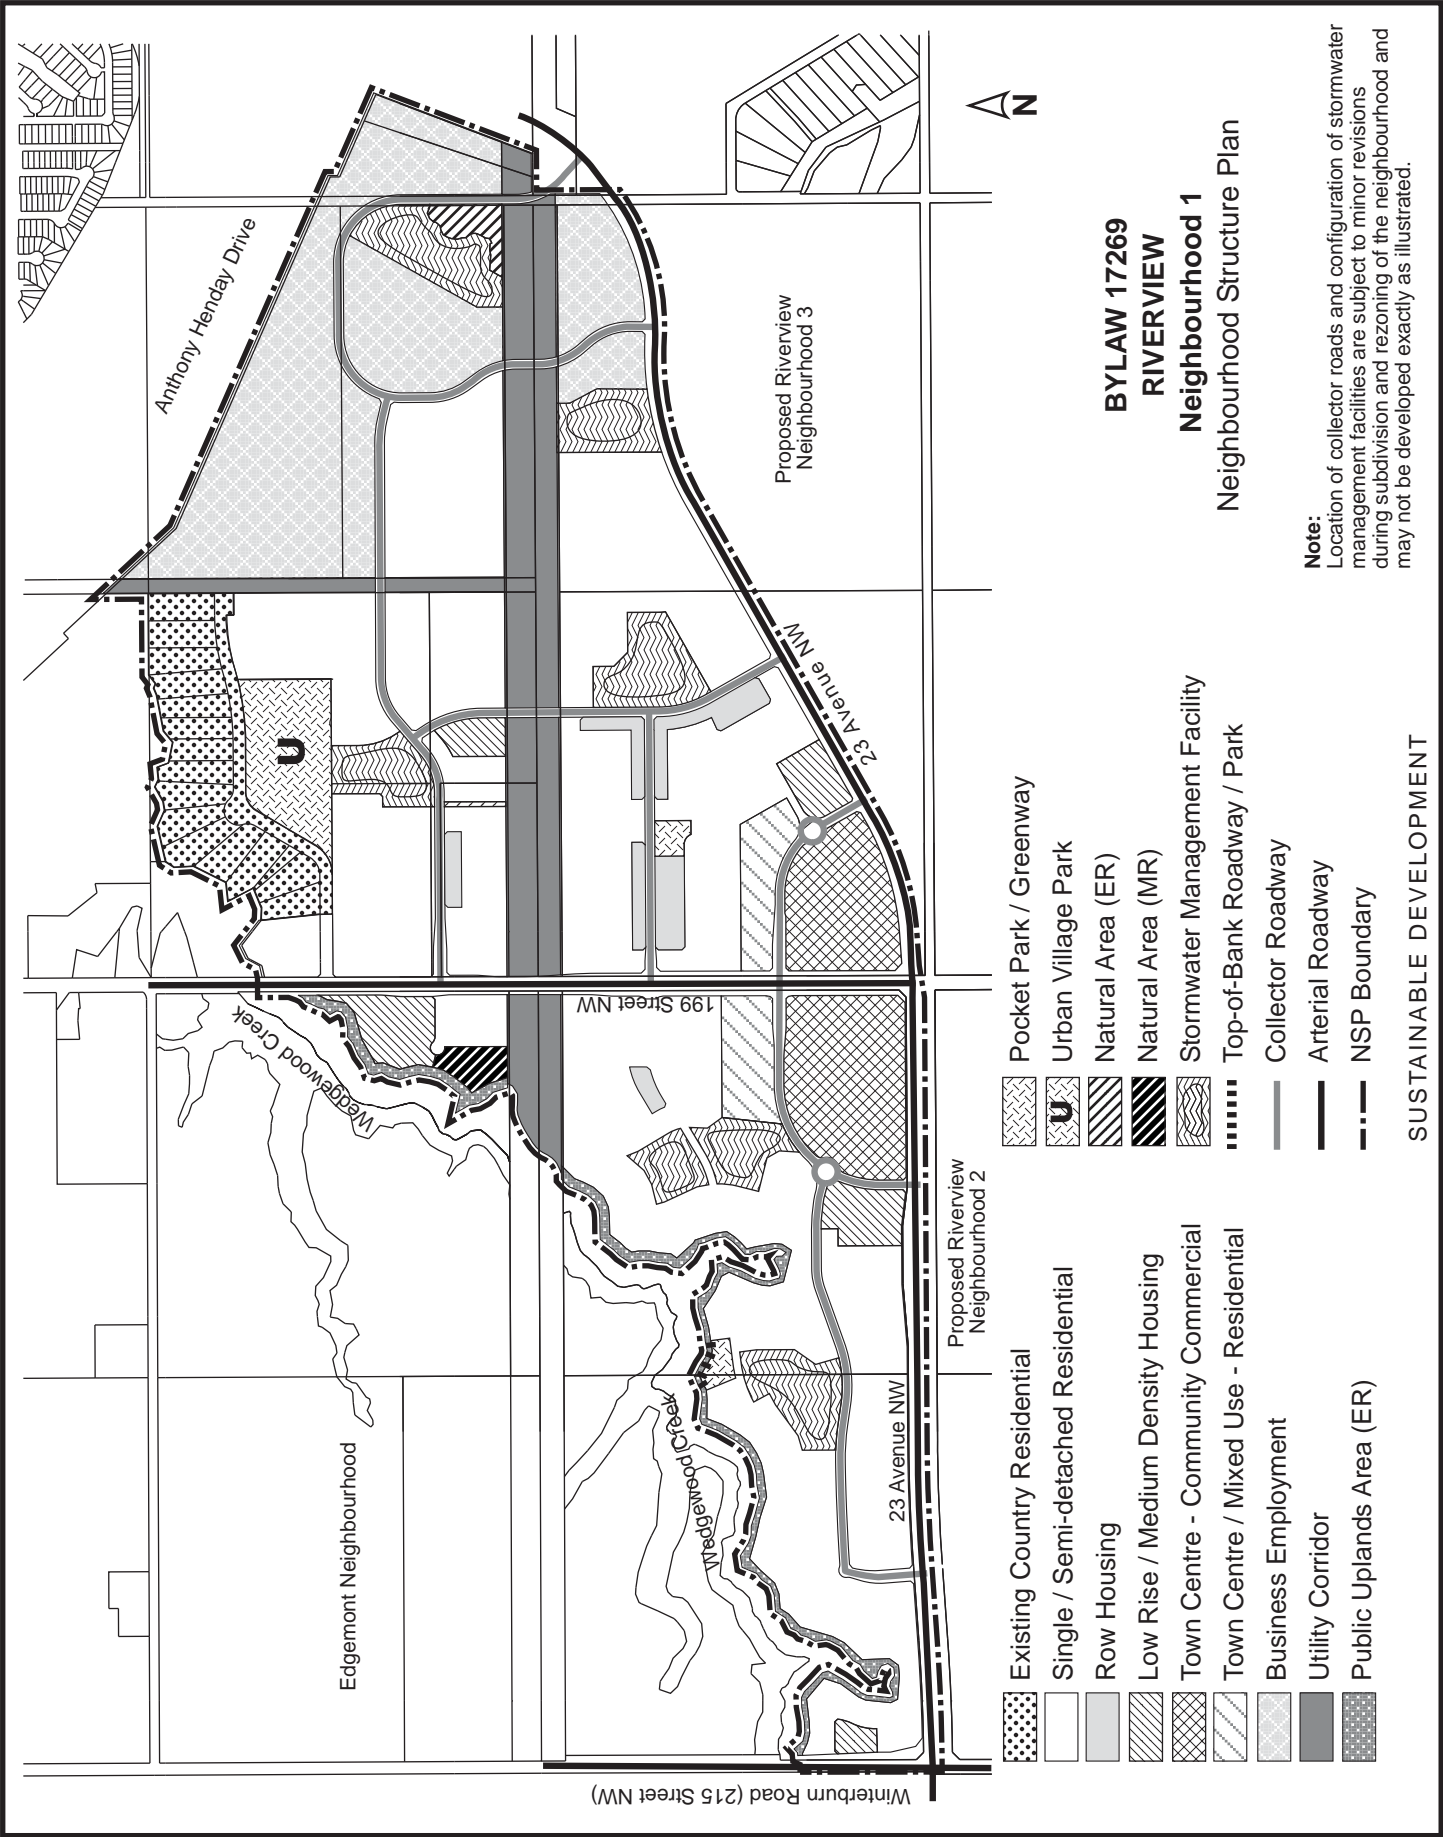 Anthony Henday Drive
Proposed Riverview
Neighbourhood 3
23 Avenue NW
U
199 Street NW
Wedgewood Creek
Proposed Riverview
Neighbourhood 2
Edgemont Neighbourhood
Wedgewood Creek
23 Avenue NW
Winterburn Road (215 Street NW)
N
BYLAW 17269
RIVERVIEW
Neighbourhood 1
Neighbourhood Structure Plan
Note:
Location of collector roads and configuration of stormwater
management facilities are subject to minor revisions
during subdivision and rezoning of the neighbourhood and
may not be developed exactly as illustrated.
Existing Country Residential
Single / Semi-detached Residential
Row Housing
Low Rise / Medium Density Housing
Town Centre - Community Commercial
Town Centre / Mixed Use - Residential
Business Employment
Utility Corridor
Public Uplands Area (ER)
Pocket Park / Greenway
U
Urban Village Park
Natural Area (ER)
Natural Area (MR)
Stormwater Management Facility
Top-of-Bank Roadway / Park
Collector Roadway
Arterial Roadway
NSP Boundary
SUSTAINABLE DEVELOPMENT